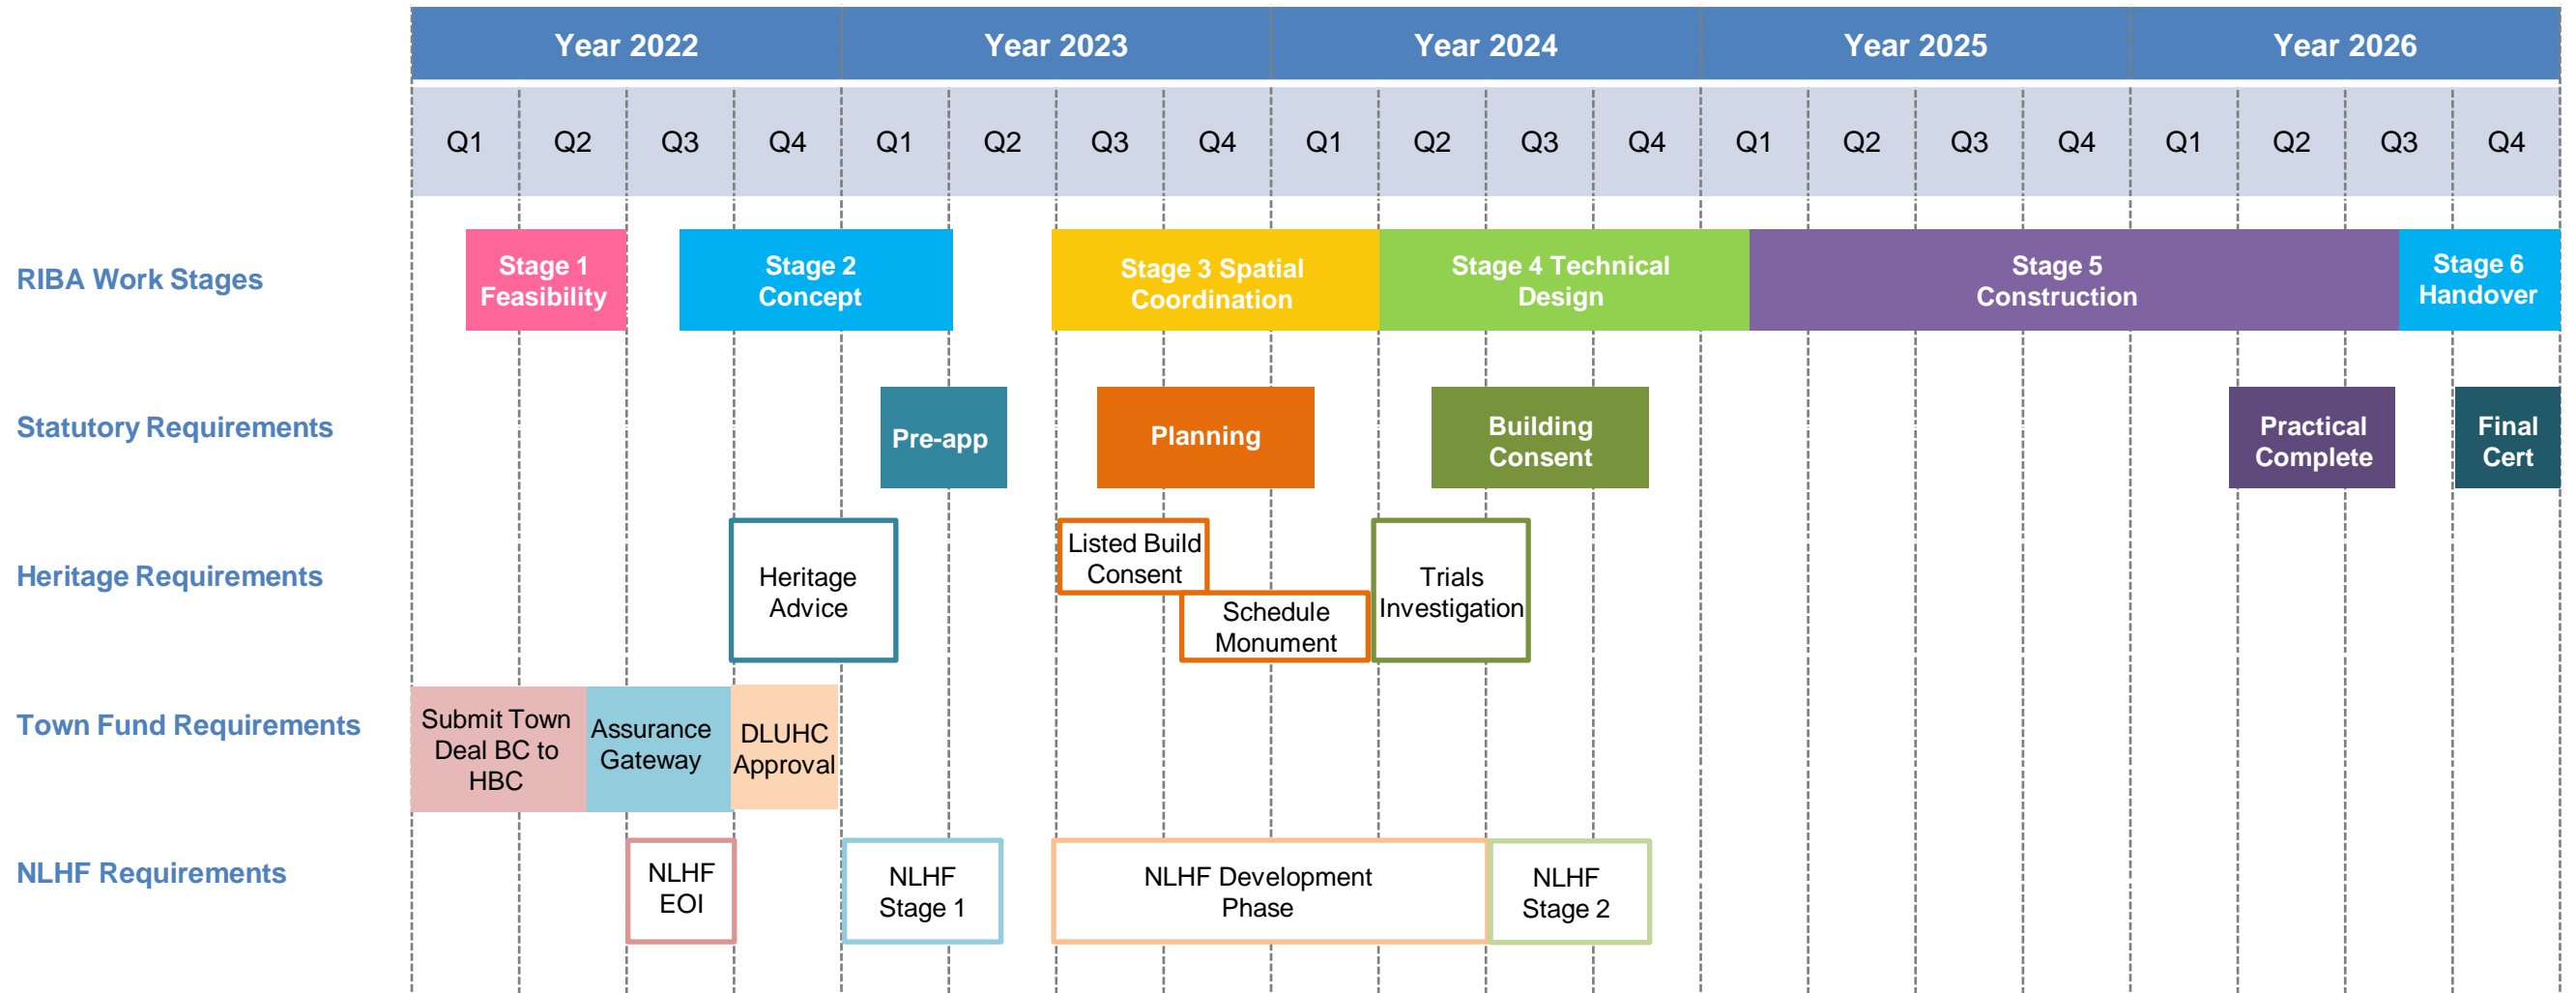 Year 2022
Year 2023
Year 2024
Year 2025
Year 2026
Q1 Q2 Q3 Q4 Q1 Q2 Q3 Q4 Q1 Q2 Q3 Q4 Q1 Q2 Q3 Q4 Q1 Q2 Q3 Q4
RIBA Work Stages
Stage 1
Feasibility
Stage 2
Concept
Stage 3 Spatial
Coordination
Stage 4 Technical
Design
Stage 5
Construction
Stage 6
Handover
Statutory Requirements
Pre-app
Planning
Building
Consent
Practical
Complete
Final
Cert
Heritage Requirements
Heritage
Advice
Listed Build
Consent
Schedule
Monument
Trials
Investigation
Town Fund Requirements
Submit Town
Deal BC to
HBC
Assurance
Gateway
DLUHC
Approval
NLHF Requirements
NLHF
EOI
NLHF
Stage 1
NLHF Development
Phase
NLHF
Stage 2